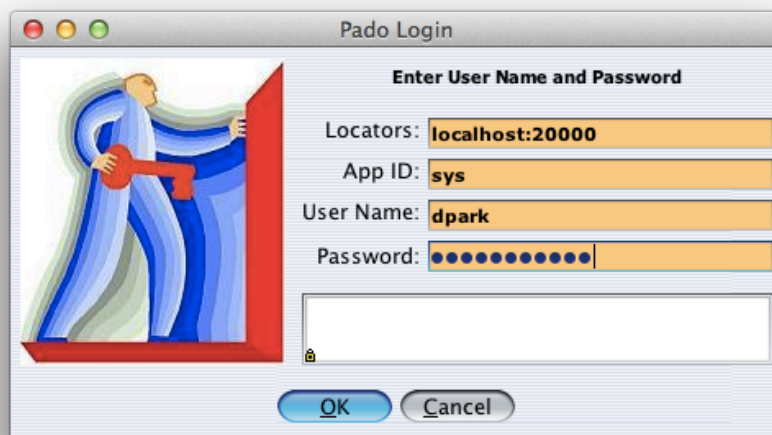 Pado Login
Enter User Name and Password
Locators: localhost:20000
App ID: sys
User Name: dpark
Password: ●●●●●●●●●●●
OK Cancel